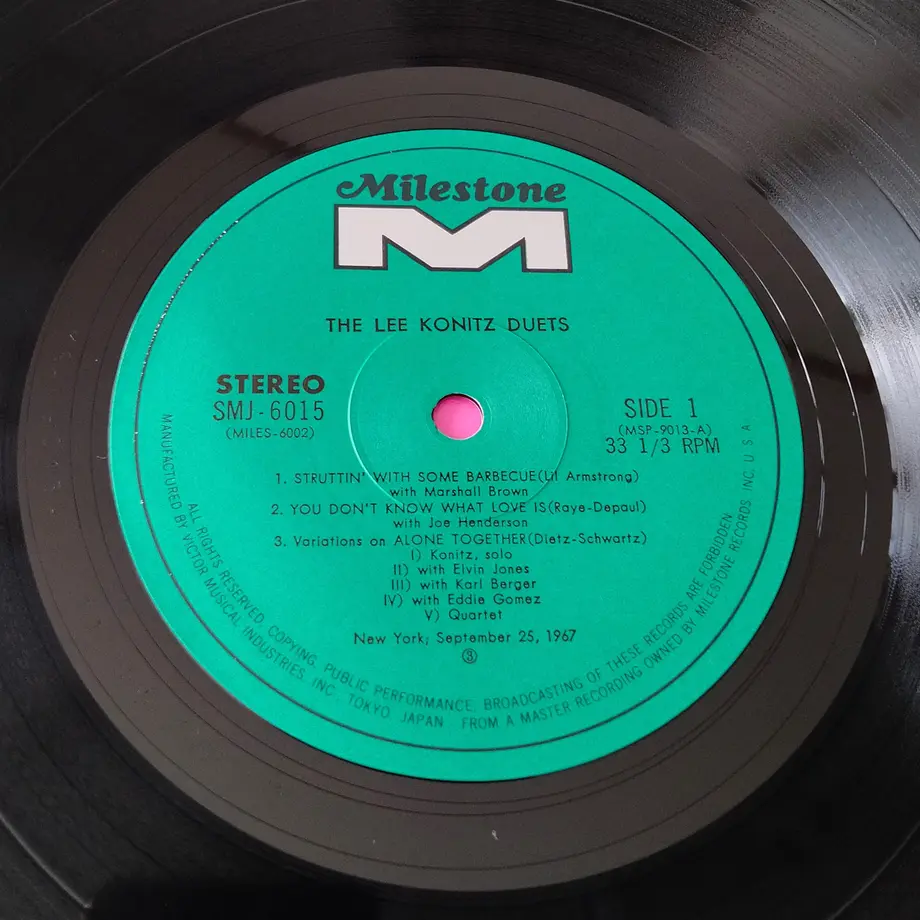 Milestone
M
THE LEE KONITZ DUETS
STEREO
SMJ-6015
(MILES-6002)
SIDE 1
(MSP-9013-A)
33 1/3 RPM
1. STRUTTIN' WITH SOME BARBECUE(Lil Armstrong)
with Marshall Brown
2. YOU DON'T KNOW WHAT LOVE IS(Raye-Depaul)
with Joe Henderson
3. Variations on ALONE TOGETHER(Dietz-Schwartz)
I) Konitz, solo
II) with Elvin Jones
III) with Karl Berger
IV) with Eddie Gomez
V) Quartet
New York; September 25, 1967
③
ALL RIGHTS RESERVED. COPYING, PUBLIC PERFORMANCE, BROADCASTING OF THESE RECORDS ARE FORBIDDEN
MANUFACTURED BY VICTOR MUSICAL INDUSTRIES, INC. TOKYO, JAPAN FROM A MASTER RECORDING OWNED BY MILESTONE RECORDS INC. U.S.A.